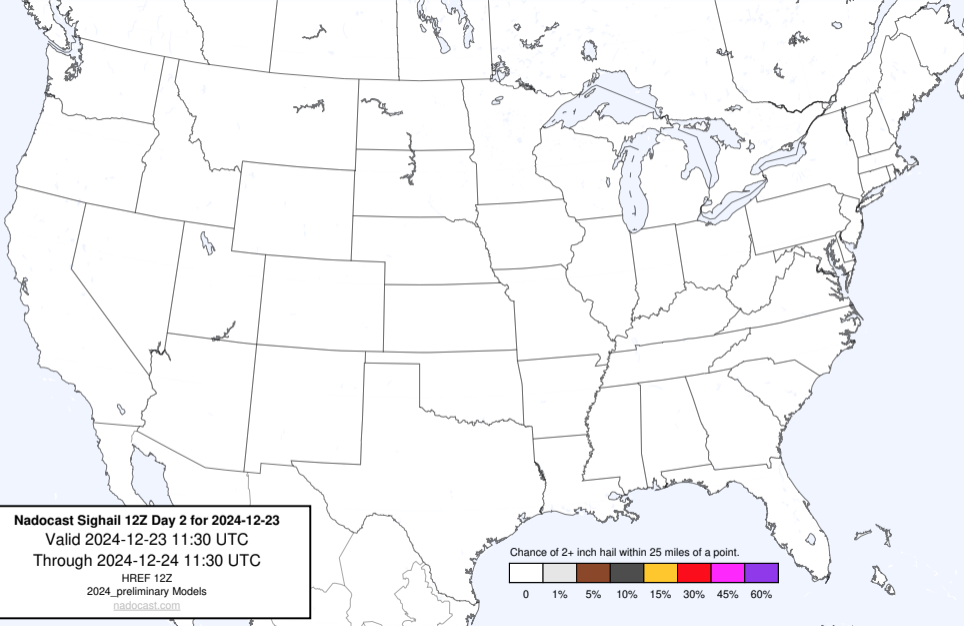 Nadocast Sighail 12Z Day 2 for 2024-12-23
Valid 2024-12-23 11:30 UTC
Through 2024-12-24 11:30 UTC
HREF 12Z
2024_preliminary Models
nadocast.com
Chance of 2+ inch hail within 25 miles of a point.
0 1% 5% 10% 15% 30% 45% 60%